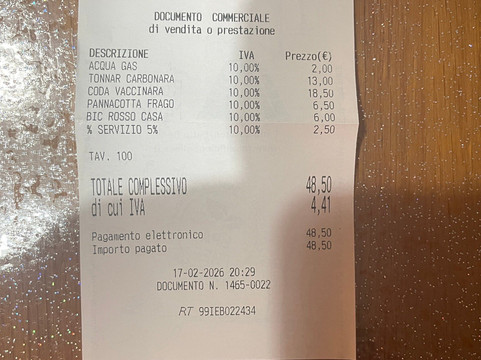 DOCUMENTO COMMERCIALE
di vendita o prestazione
DESCRIZIONE IVA Prezzo(€)
ACQUA GAS 10,00% 2,00
TONNAR CARBONARA 10,00% 13,00
CODA VACCINARA 10,00% 18,50
PANNACOTTA FRAGO 10,00% 6,50
BIC ROSSO CASA 10,00% 6,00
% SERVIZIO 5% 10,00% 2,50
TAV. 100
TOTALE COMPLESSIVO 48,50
di cui IVA 4,41
Pagamento elettronico 48,50
Importo pagato 48,50
17-02-2026 20:29
DOCUMENTO N. 1465-0022
RT 99IEB022434